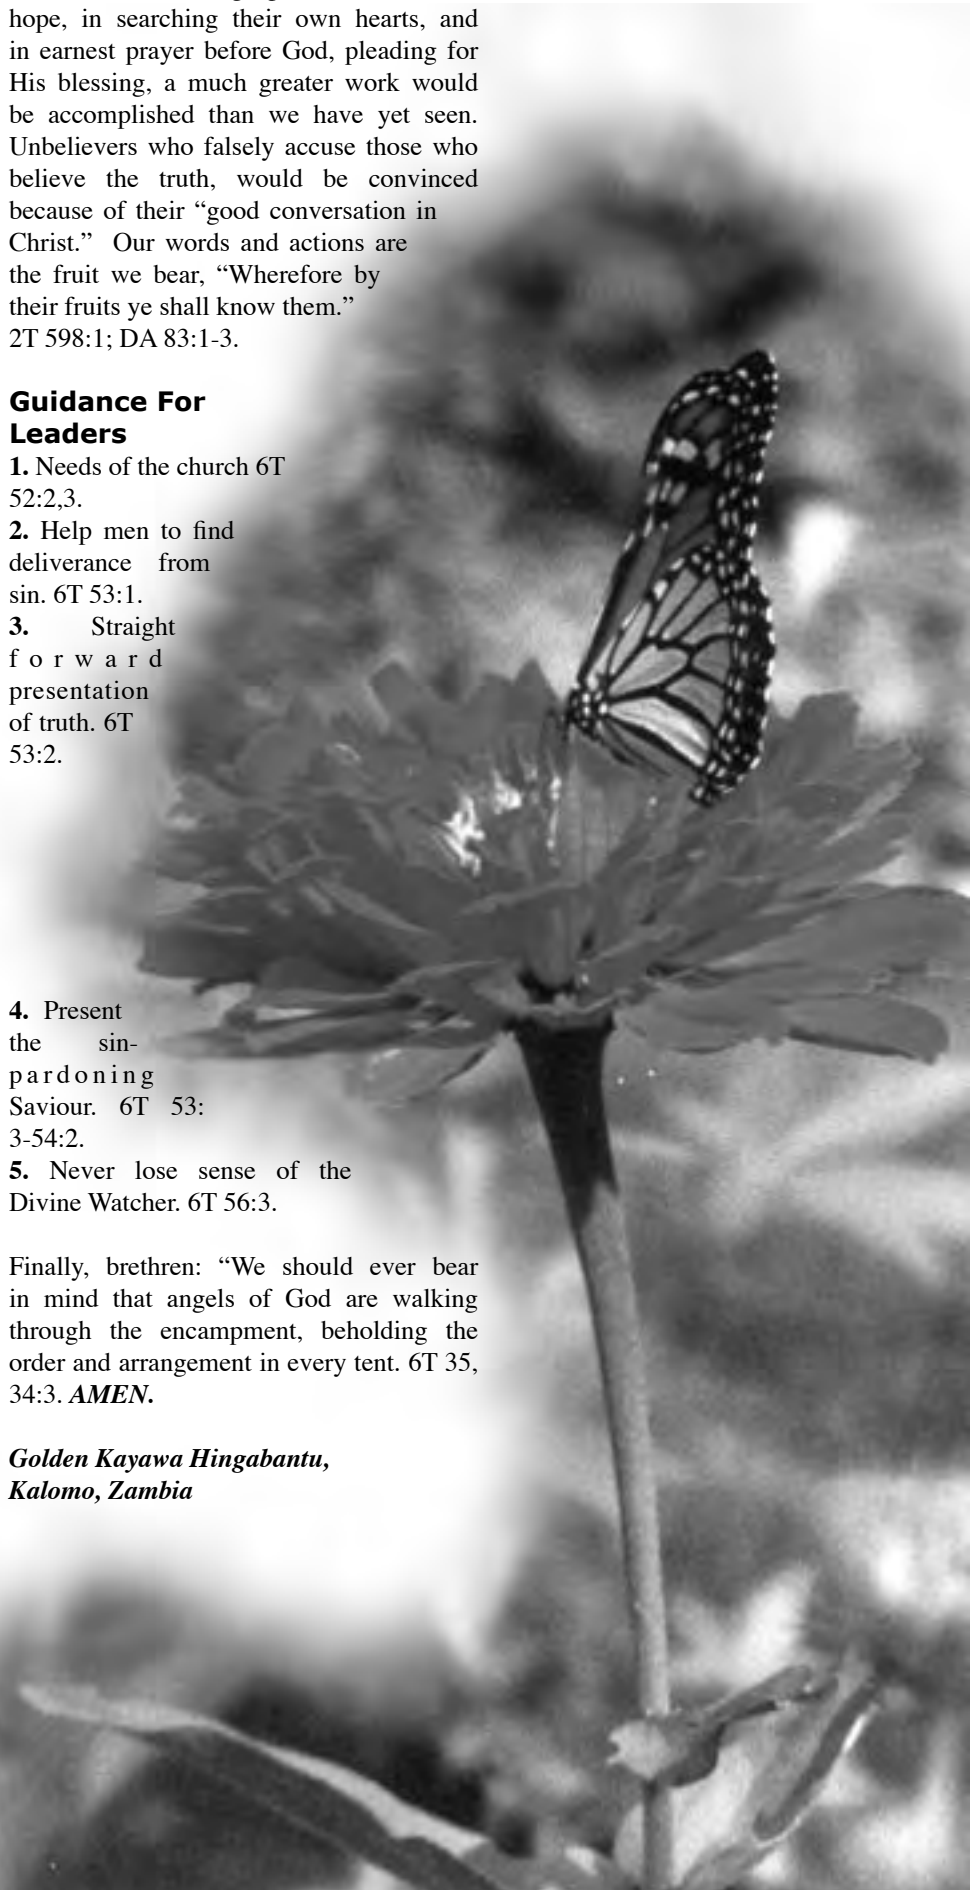 hope, in searching their own hearts, and
in earnest prayer before God, pleading for
His blessing, a much greater work would
be accomplished than we have yet seen.
Unbelievers who falsely accuse those who
believe the truth, would be convinced
because of their “good conversation in
Christ.” Our words and actions are
the fruit we bear, “Wherefore by
their fruits ye shall know them.”
2T 598:1; DA 83:1-3.
Guidance For
Leaders
1. Needs of the church 6T
52:2,3.
2. Help men to find
deliverance from
sin. 6T 53:1.
3. Straight
forward
presentation
of truth. 6T
53:2.
4. Present
the sin-
pardoning
Saviour. 6T 53:
3-54:2.
5. Never lose sense of the
Divine Watcher. 6T 56:3.
Finally, brethren: “We should ever bear
in mind that angels of God are walking
through the encampment, beholding the
order and arrangement in every tent. 6T 35,
34:3. AMEN.
Golden Kayawa Hingabantu,
Kalomo, Zambia